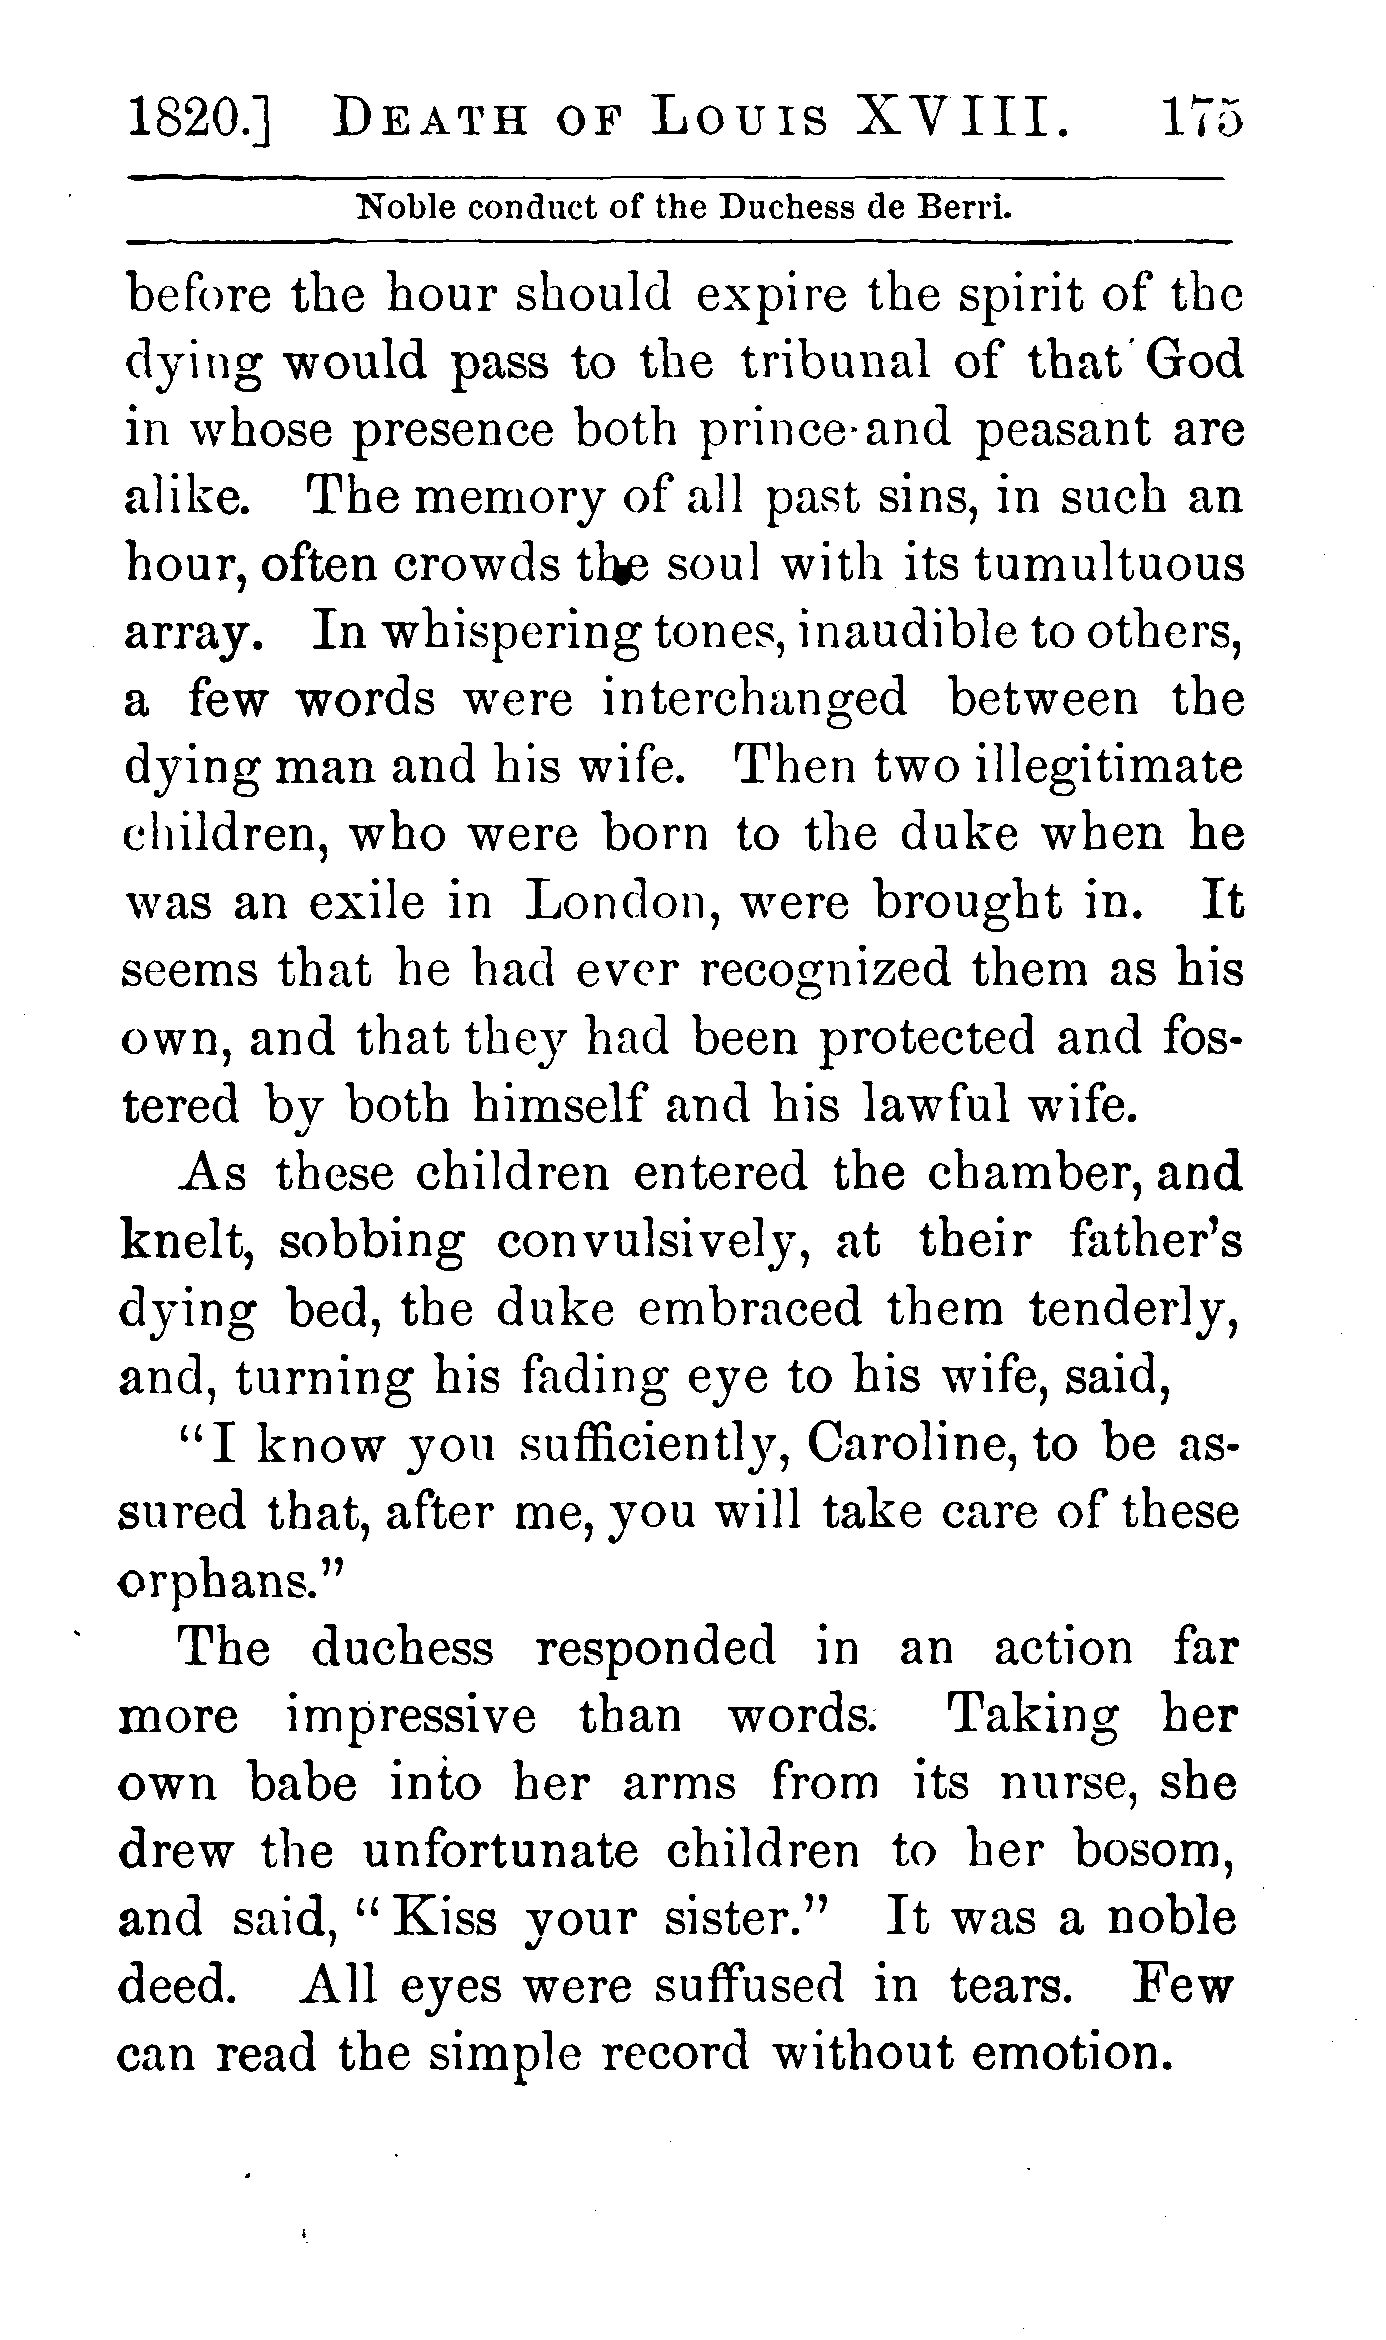 1820.] DEATH OF LOUIS XVIII. 175
Noble conduct of the Duchess de Berri.
before the hour should expire the spirit of the
dying would pass to the tribunal of that God
in whose presence both prince and peasant are
alike. The memory of all past sins, in such an
hour, often crowds the soul with its tumultuous
array. In whispering tones, inaudible to others,
a few words were interchanged between the
dying man and his wife. Then two illegitimate
children, who were born to the duke when he
was an exile in London, were brought in. It
seems that he had ever recognized them as his
own, and that they had been protected and fos-
tered by both himself and his lawful wife.
As these children entered the chamber, and
knelt, sobbing convulsively, at their father's
dying bed, the duke embraced them tenderly,
and, turning his fading eye to his wife, said,
"I know you sufficiently, Caroline, to be as-
sured that, after me, you will take care of these
orphans."
The duchess responded in an action far
more impressive than words. Taking her
own babe into her arms from its nurse, she
drew the unfortunate children to her bosom,
and said, "Kiss your sister." It was a noble
deed. All eyes were suffused in tears. Few
can read the simple record without emotion.